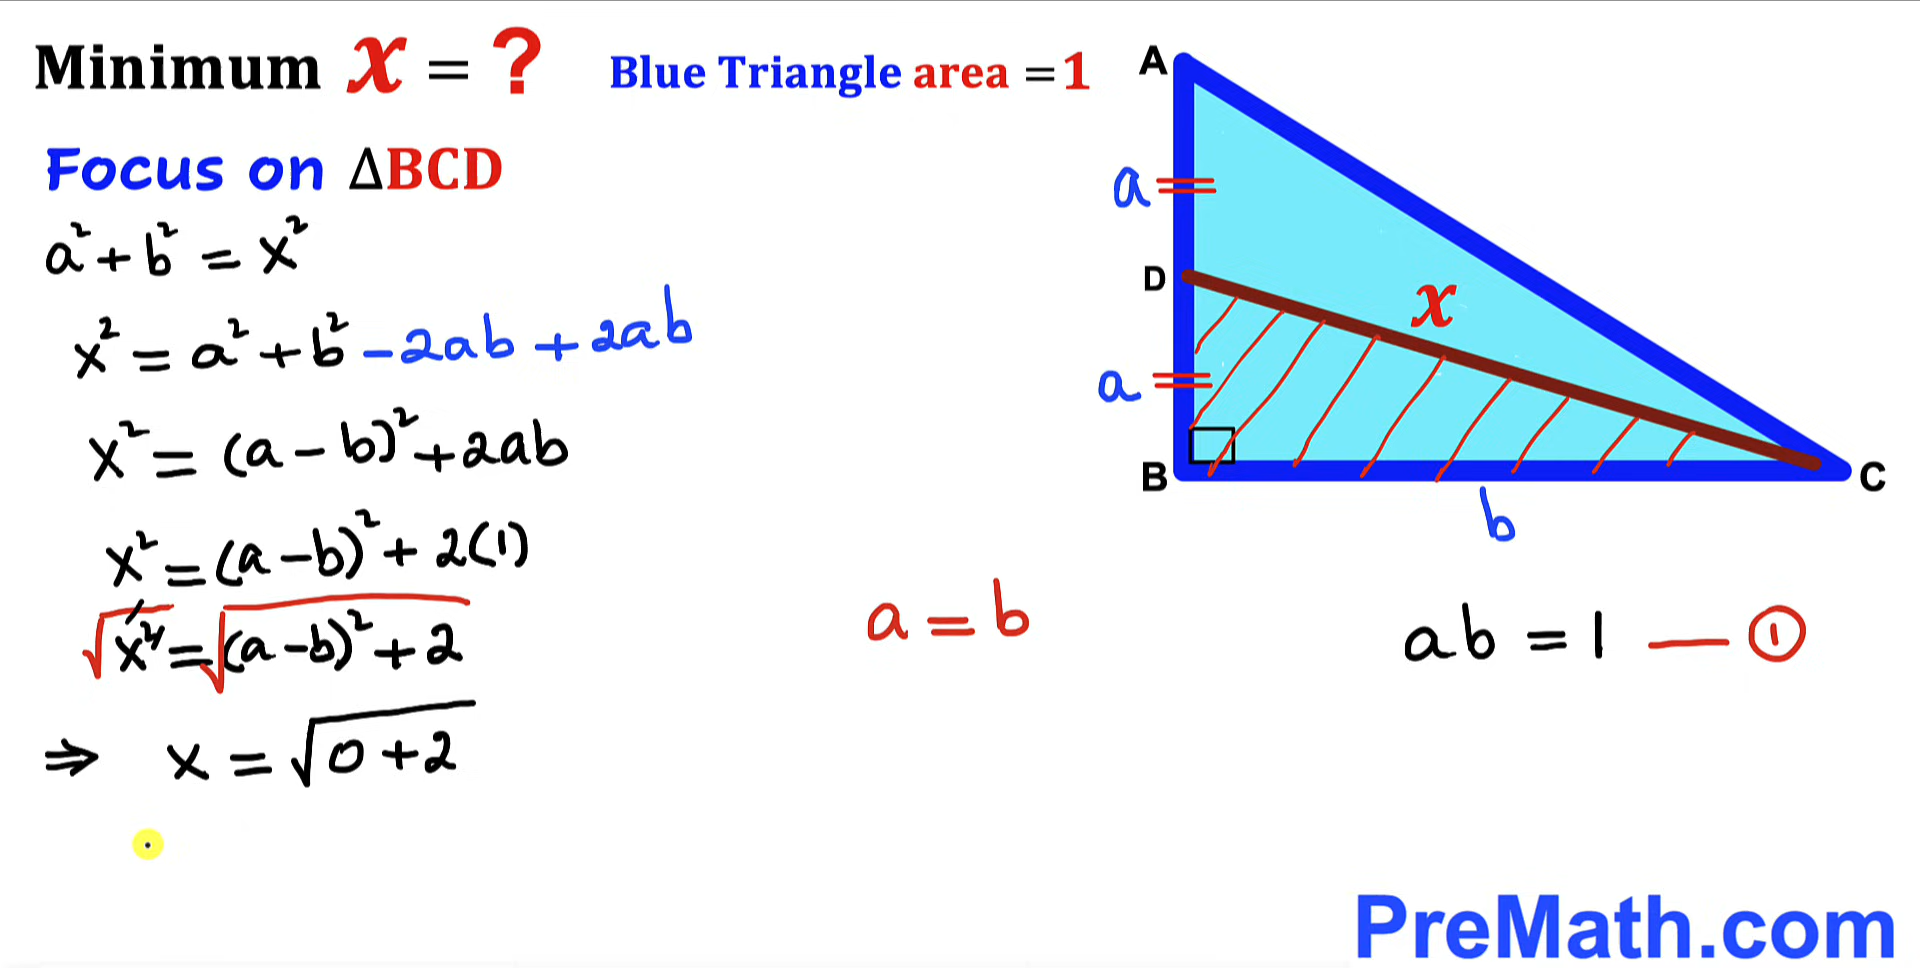 Minimum x = ?
Blue Triangle area = 1
Focus on ΔBCD
a² + b² = x²
x² = a² + b² - 2ab + 2ab
x² = (a - b)² + 2ab
x² = (a - b)² + 2(1)
√x² = √(a - b)² + 2
⇒ x = √0 + 2
A
a
D
x
a
B
C
b
a = b
ab = 1 — ①
PreMath.com